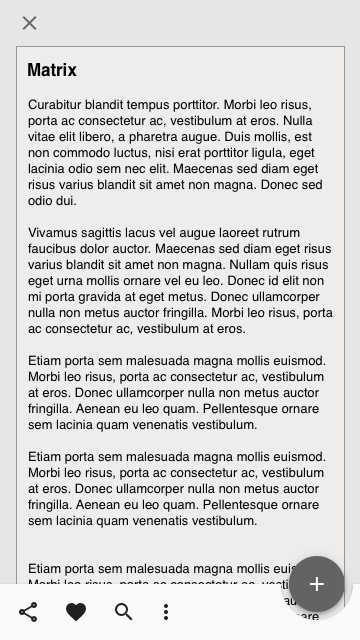 Matrix
Curabitur blandit tempus porttitor. Morbi leo risus,
porta ac consectetur ac, vestibulum at eros. Nulla
vitae elit libero, a pharetra augue. Duis mollis, est
non commodo luctus, nisi erat porttitor ligula, eget
lacinia odio sem nec elit. Maecenas sed diam eget
risus varius blandit sit amet non magna. Donec sed
odio dui.
Vivamus sagittis lacus vel augue laoreet rutrum
faucibus dolor auctor. Maecenas sed diam eget risus
varius blandit sit amet non magna. Nullam quis risus
eget urna mollis ornare vel eu leo. Donec id elit non
mi porta gravida at eget metus. Donec ullamcorper
nulla non metus auctor fringilla. Morbi leo risus, porta
ac consectetur ac, vestibulum at eros.
Etiam porta sem malesuada magna mollis euismod.
Morbi leo risus, porta ac consectetur ac, vestibulum
at eros. Donec ullamcorper nulla non metus auctor
fringilla. Aenean eu leo quam. Pellentesque ornare
sem lacinia quam venenatis vestibulum.
Etiam porta sem malesuada magna mollis euismod.
Morbi leo risus, porta ac consectetur ac, vestibulum
at eros. Donec ullamcorper nulla non metus auctor
fringilla. Aenean eu leo quam. Pellentesque ornare
sem lacinia quam venenatis vestibulum.
Etiam porta sem malesuada magna mollis
Morbi leo risus, porta ac consectetur ac,